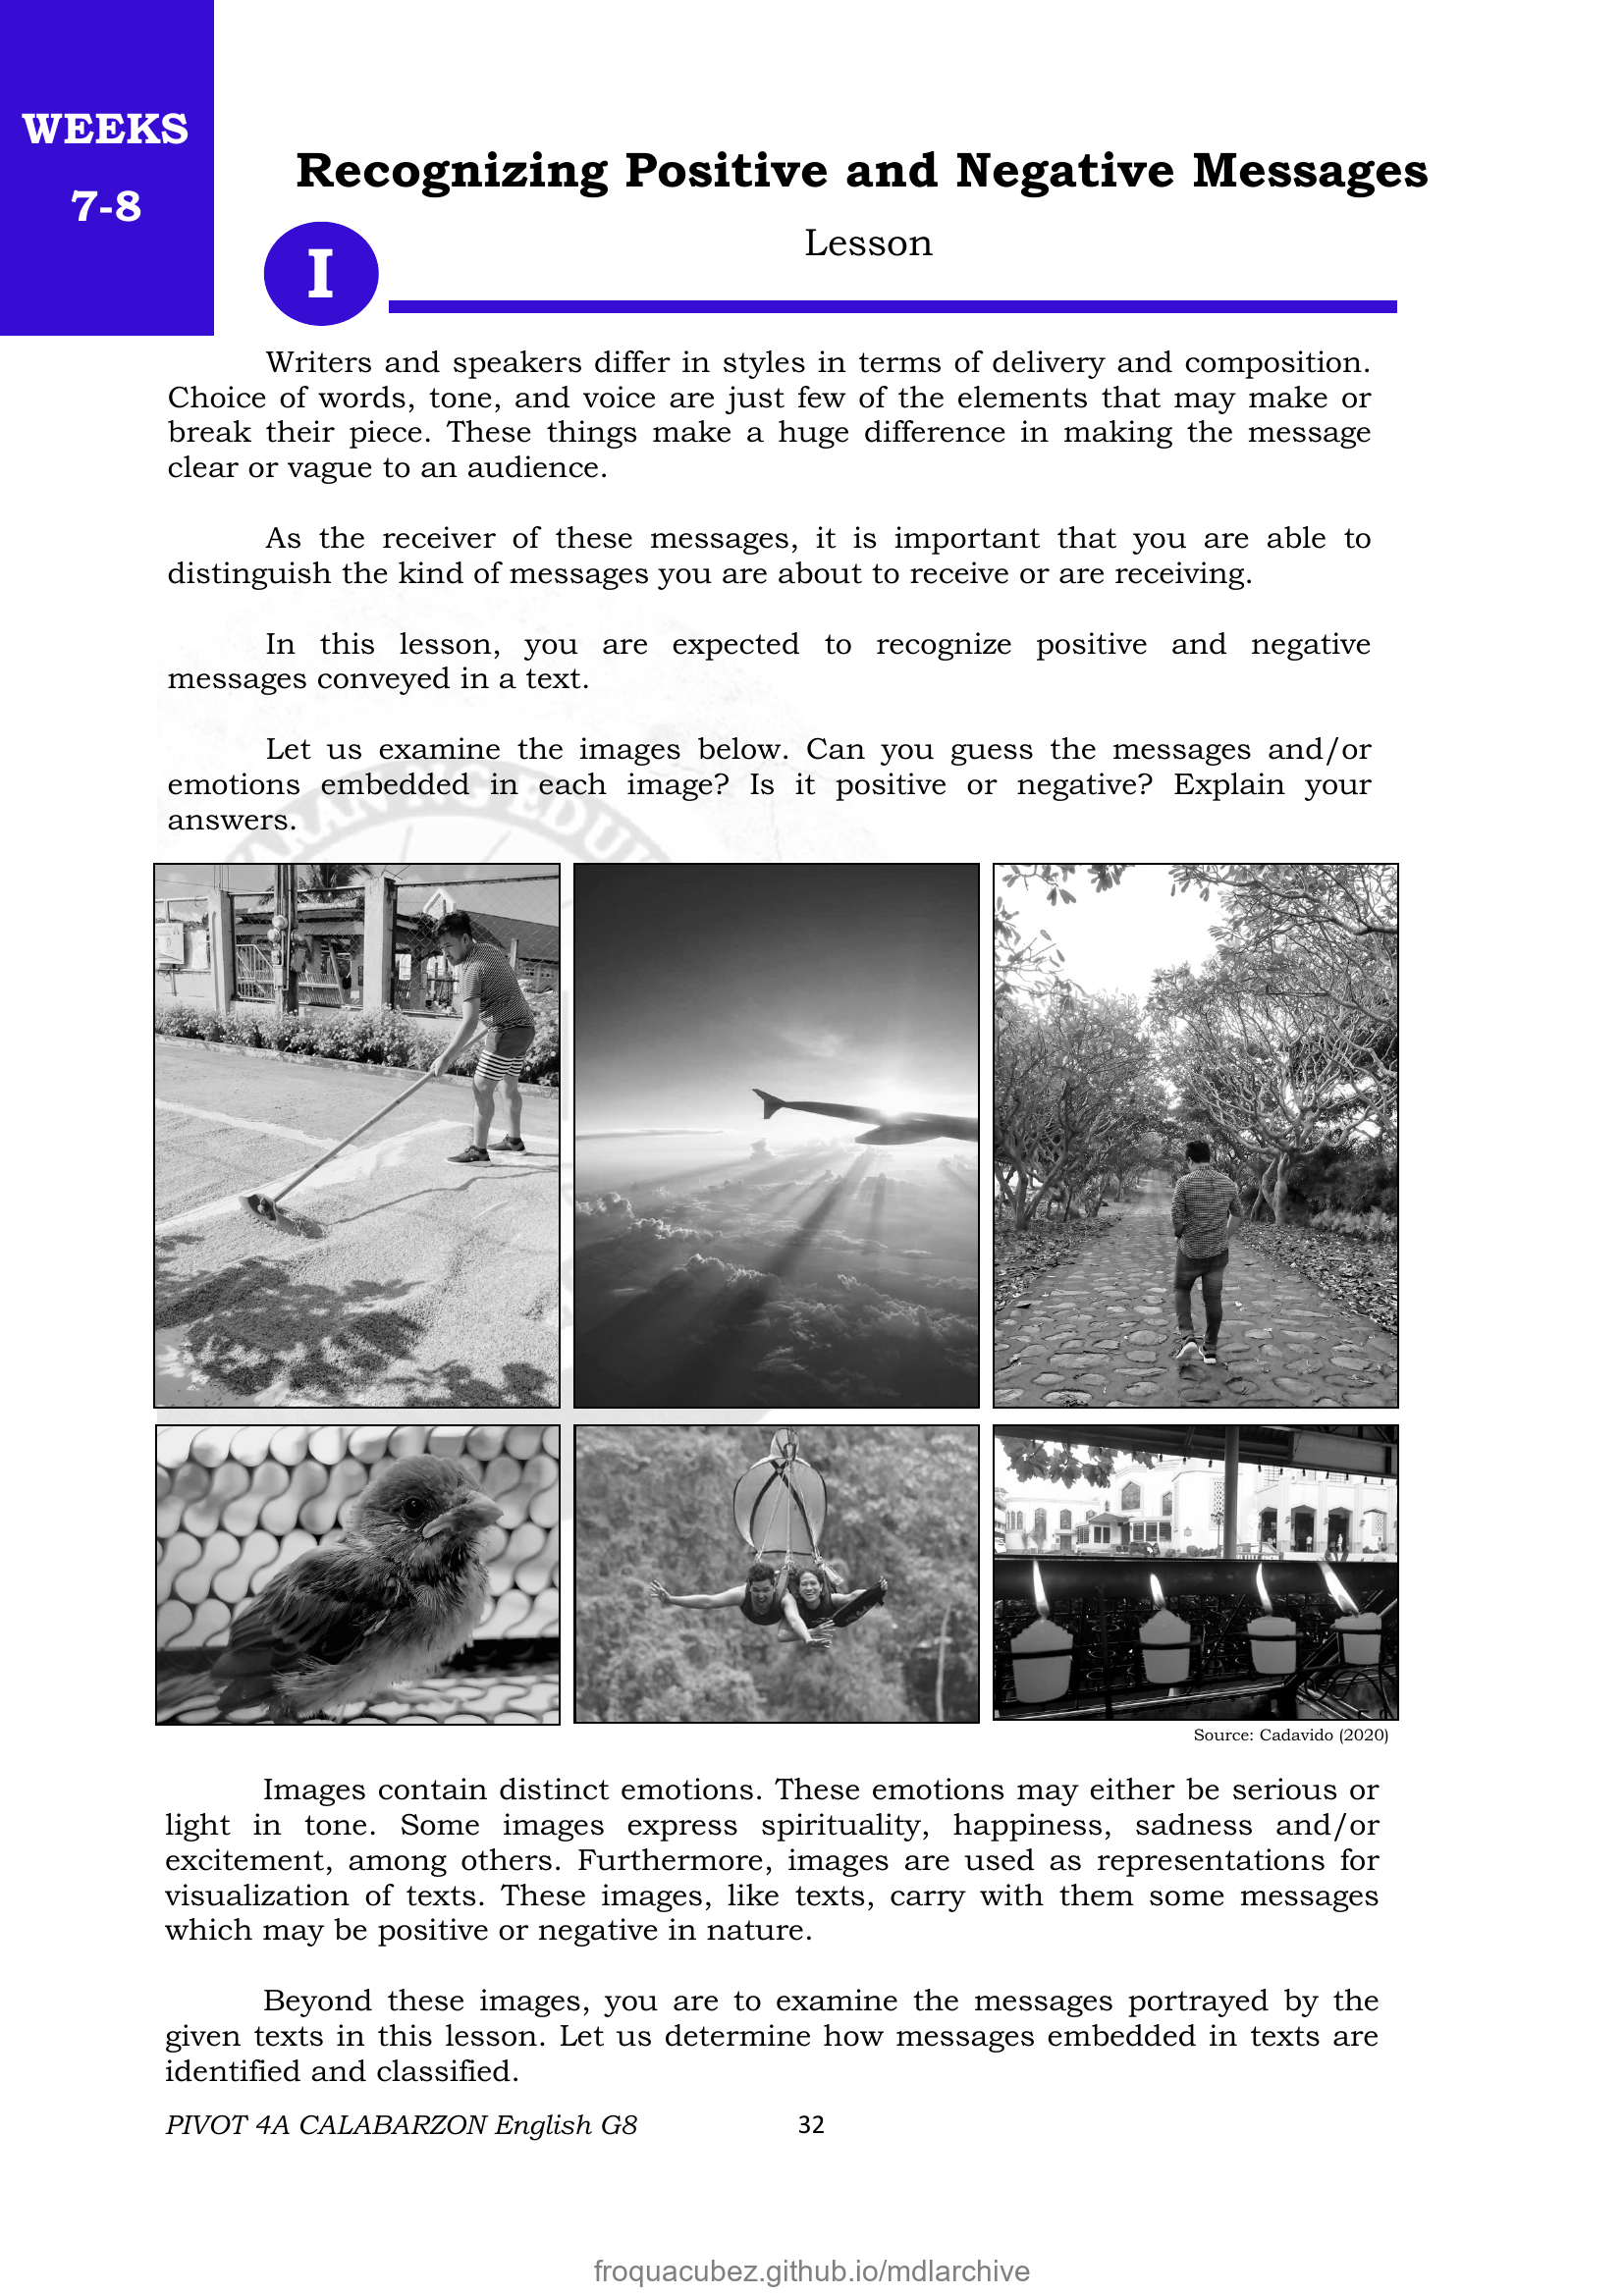 WEEKS
7-8
Recognizing Positive and Negative Messages
Lesson
I
Writers and speakers differ in styles in terms of delivery and composition.
Choice of words, tone, and voice are just few of the elements that may make or
break their piece. These things make a huge difference in making the message
clear or vague to an audience.
As the receiver of these messages, it is important that you are able to
distinguish the kind of messages you are about to receive or are receiving.
In this lesson, you are expected to recognize positive and negative
messages conveyed in a text.
Let us examine the images below. Can you guess the messages and/or
emotions embedded in each image? Is it positive or negative? Explain your
answers.
Source: Cadavido (2020)
Images contain distinct emotions. These emotions may either be serious or
light in tone. Some images express spirituality, happiness, sadness and/or
excitement, among others. Furthermore, images are used as representations for
visualization of texts. These images, like texts, carry with them some messages
which may be positive or negative in nature.
Beyond these images, you are to examine the messages portrayed by the
given texts in this lesson. Let us determine how messages embedded in texts are
identified and classified.
PIVOT 4A CALABARZON English G8
32
froquacubez.github.io/mdlarchive